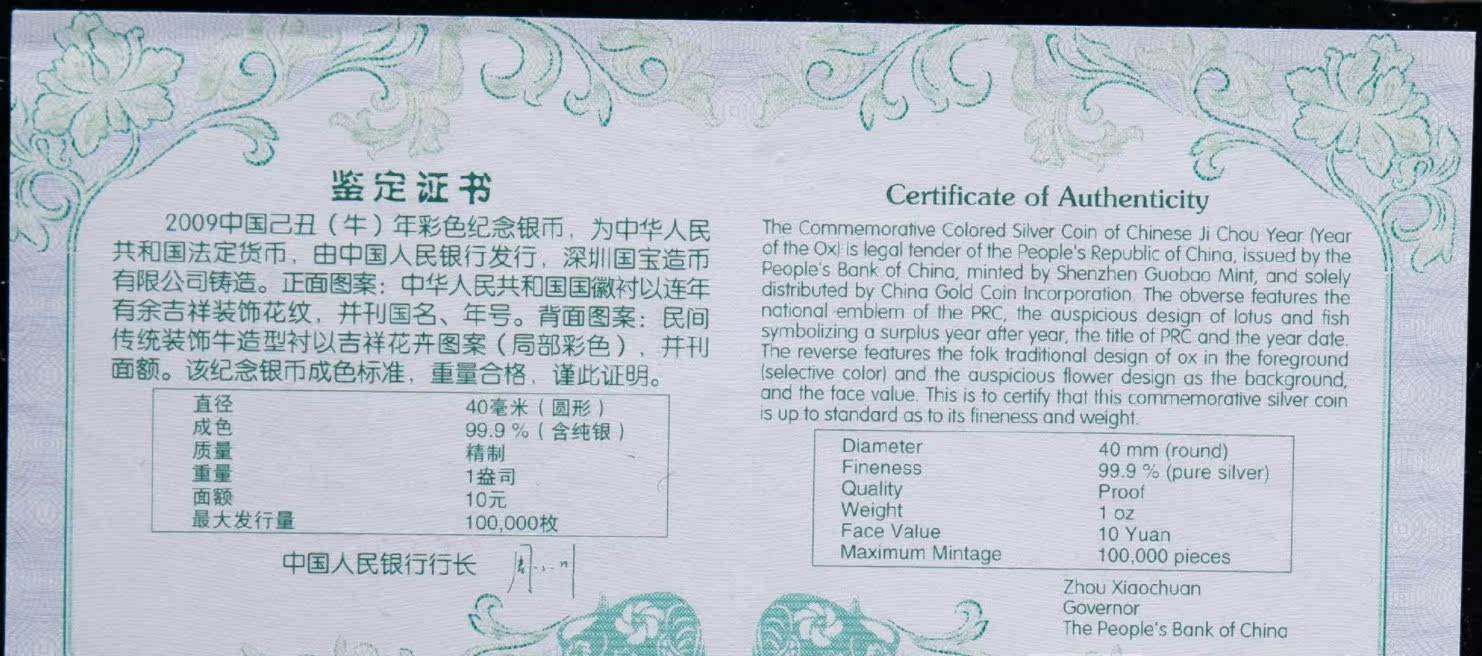 鉴定证书
2009中国己丑（牛）年彩色纪念银币，为中华人民
共和国法定货币，由中国人民银行发行，深圳国宝造币
有限公司铸造。正面图案：中华人民共和国国徽衬以连年
有余吉祥装饰花纹，并刊国名、年号。背面图案：民间
传统装饰牛造型衬以吉祥花卉图案（局部彩色），并刊
面额。该纪念银币成色标准，重量合格，谨此证明。
直径 40毫米（圆形）
成色 99.9 %（含纯银）
质量 精制
重量 1盎司
面额 10元
最大发行量 100,000枚
中国人民银行行长
Certificate of Authenticity
The Commemorative Colored Silver Coin of Chinese Ji Chou Year (Year
of the Ox) is legal tender of the People's Republic of China, issued by the
People's Bank of China, minted by Shenzhen Guobao Mint, and solely
distributed by China Gold Coin Incorporation. The obverse features the
national emblem of the PRC, the auspicious design of lotus and fish
symbolizing a surplus year after year, the title of PRC and the year date.
The reverse features the folk traditional design of ox in the foreground
(selective color) and the auspicious flower design as the background,
and the face value. This is to certify that this commemorative silver coin
is up to standard as to its fineness and weight.
Diameter 40 mm (round)
Fineness 99.9 % (pure silver)
Quality Proof
Weight 1 oz
Face Value 10 Yuan
Maximum Mintage 100,000 pieces
Zhou Xiaochuan
Governor
The People's Bank of China